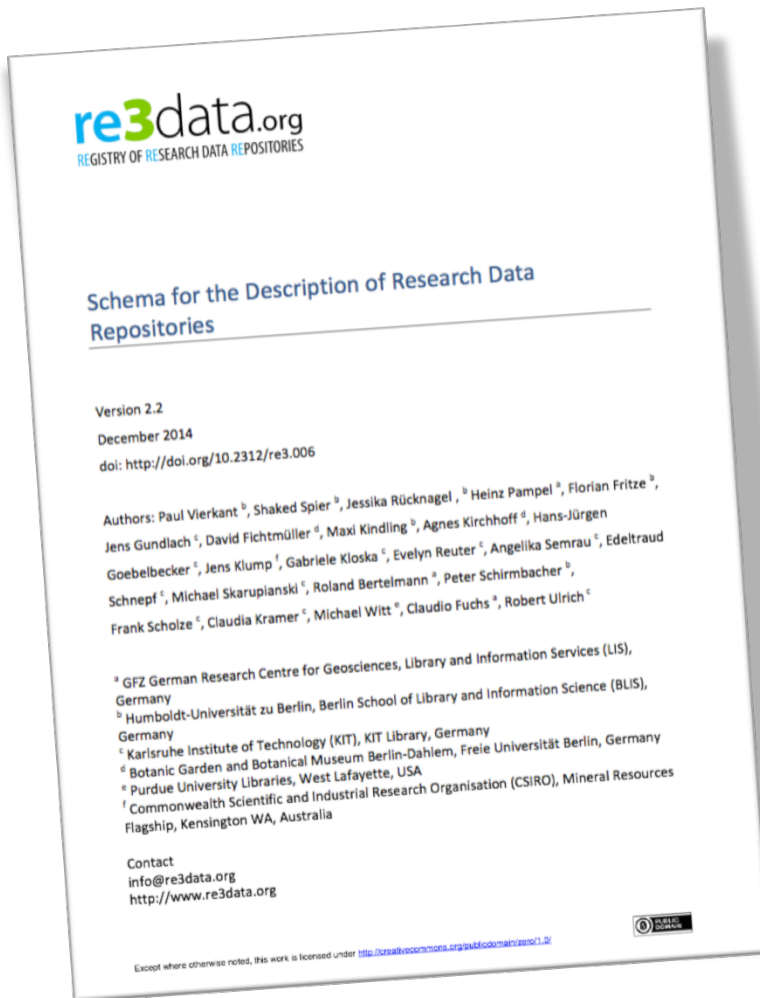 re3data.org
REGISTRY OF RESEARCH DATA REPOSITORIES
Schema for the Description of Research Data
Repositories
Version 2.2
December 2014
doi: http://doi.org/10.2312/re3.006
Authors: Paul Vierkant ᵇ, Shaked Spier ᵇ, Jessika Rücknagel , ᵇ Heinz Pampel ᵃ, Florian Fritze ᵇ,
Jens Gundlach ᶜ, David Fichtmüller ᵈ, Maxi Kindling ᵇ, Agnes Kirchhoff ᵈ, Hans-Jürgen
Goebelbecker ᶜ, Jens Klump ᶠ, Gabriele Kloska ᶜ, Evelyn Reuter ᶜ, Angelika Semrau ᶜ, Edeltraud
Schnepf ᶜ, Michael Skarupianski ᶜ, Roland Bertelmann ᵃ, Peter Schirmbacher ᵇ,
Frank Scholze ᶜ, Claudia Kramer ᶜ, Michael Witt ᵉ, Claudio Fuchs ᵃ, Robert Ulrich ᶜ
ᵃ GFZ German Research Centre for Geosciences, Library and Information Services (LIS),
Germany
ᵇ Humboldt-Universität zu Berlin, Berlin School of Library and Information Science (BLIS),
Germany
ᶜ Karlsruhe Institute of Technology (KIT), KIT Library, Germany
ᵈ Botanic Garden and Botanical Museum Berlin-Dahlem, Freie Universität Berlin, Germany
ᵉ Purdue University Libraries, West Lafayette, USA
ᶠ Commonwealth Scientific and Industrial Research Organisation (CSIRO), Mineral Resources
Flagship, Kensington WA, Australia
Contact
info@re3data.org
http://www.re3data.org
PUBLIC
DOMAIN
Except where otherwise noted, this work is licensed under http://creativecommons.org/publicdomain/zero/1.0/